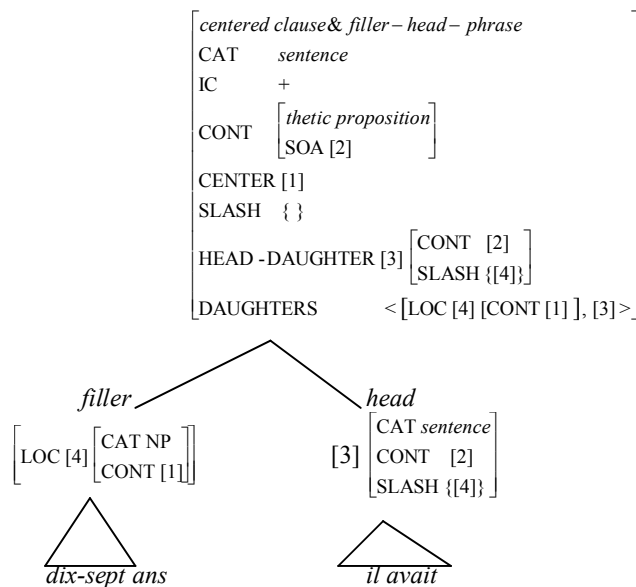 centered clause & filler – head – phrase
CAT sentence
IC +
CONT [thetic proposition
SOA [2]]
CENTER [1]
SLASH { }
HEAD -DAUGHTER [3] [CONT [2]
SLASH {[4]}]
DAUGHTERS < [LOC [4] [CONT [1] ], [3] >
filler head
[LOC [4] [CAT NP
CONT [1]]]
[3] [CAT sentence
CONT [2]
SLASH {[4]}]
dix-sept ans il avait